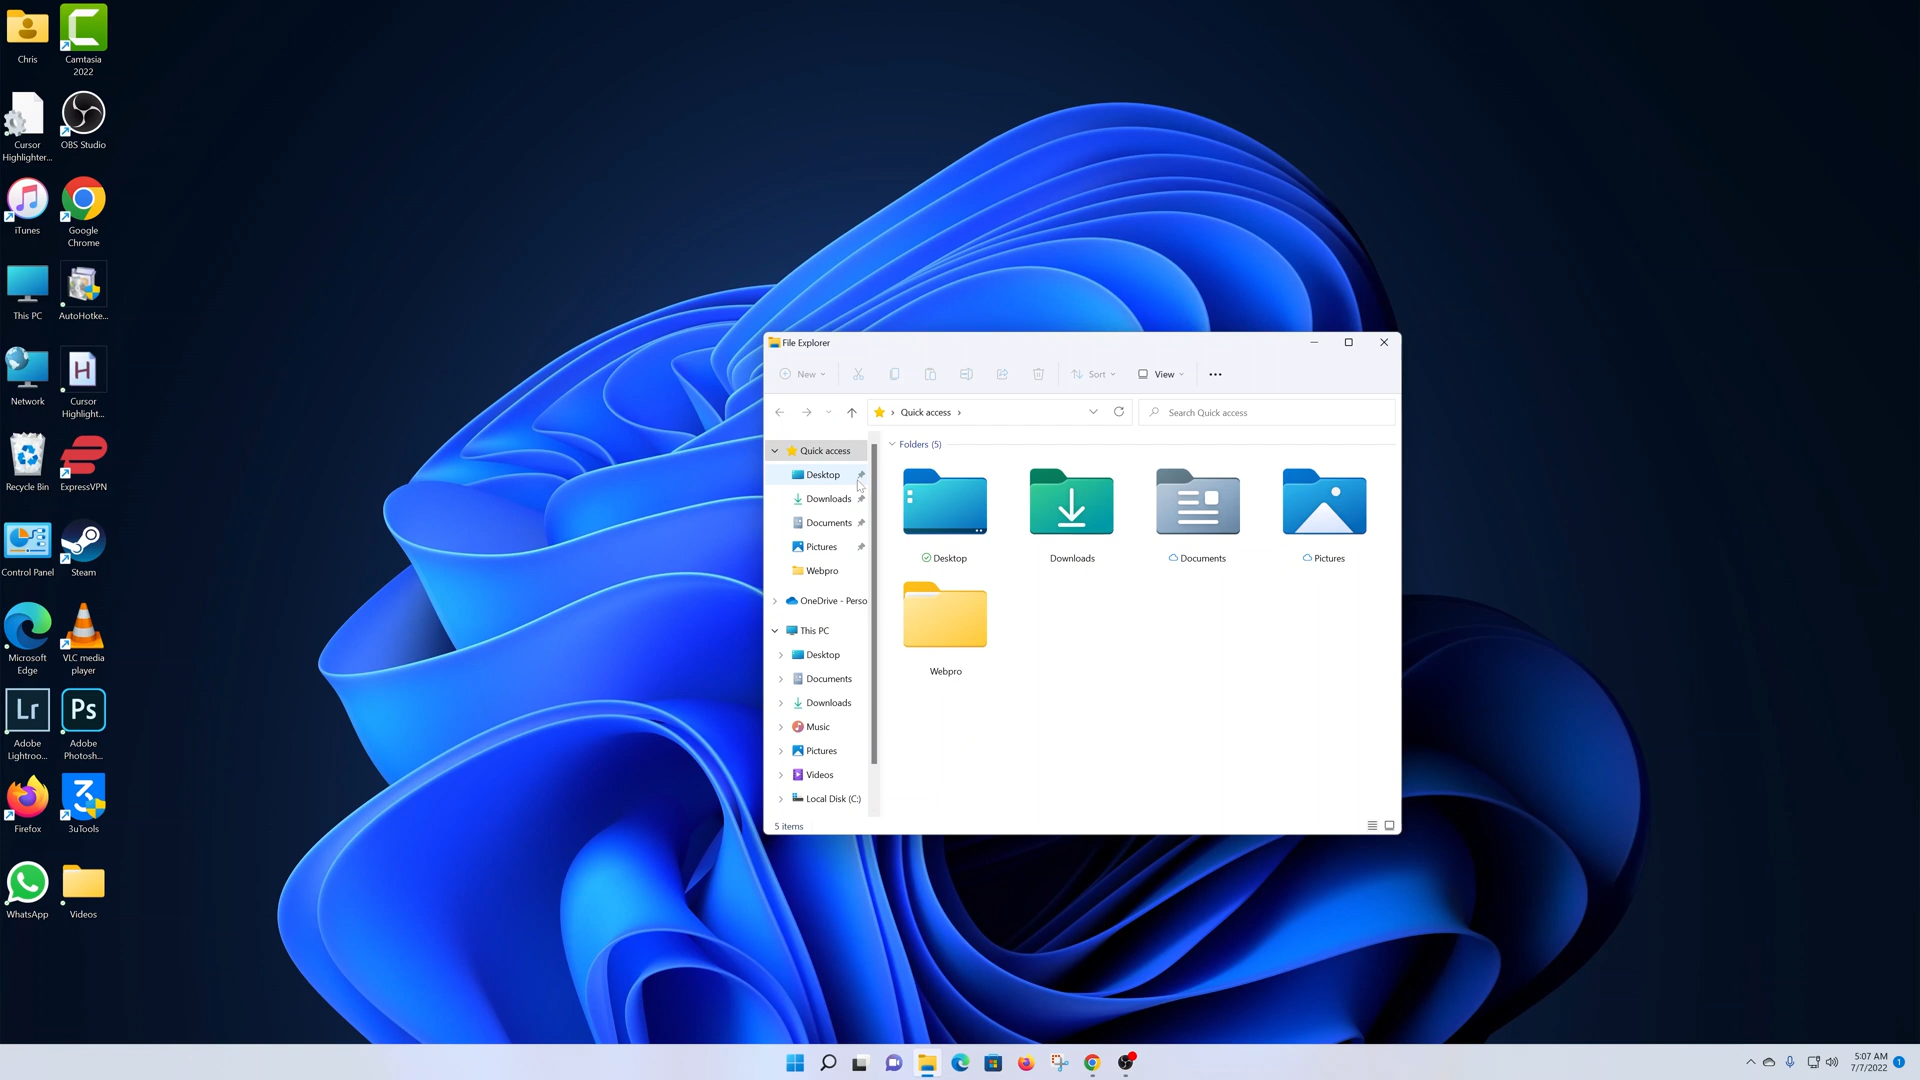 Chris
Camtasia
2022
Cursor
Highlighter...
OBS Studio
iTunes
Google
Chrome
This PC
AutoHotke...
Network
H
Cursor
Highlight...
Recycle Bin
ExpressVPN
Control Panel
Steam
Microsoft
Edge
VLC media
player
Lr
Adobe
Lightroo...
Ps
Adobe
Photosh...
Firefox
3uTools
WhatsApp
Videos
File Explorer
New
Sort
View
Quick access
Search Quick access
Quick access
Desktop
Downloads
Documents
Pictures
Webpro
OneDrive - Perso
This PC
Desktop
Documents
Downloads
Music
Pictures
Videos
Local Disk (C:)
Folders (5)
Desktop
Downloads
Documents
Pictures
Webpro
5 items
5:07 AM
7/7/2022
1